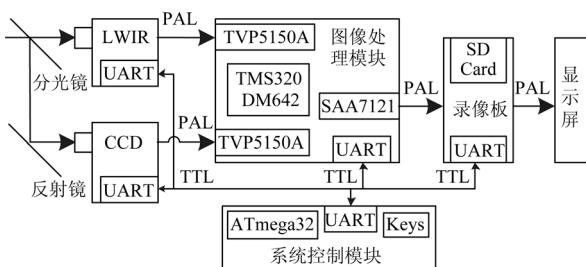 LWIR
PAL
TVP5150A
图像处
理模块
SD
Card
PAL
PAL
显
示
屏
分光镜
UART
TMS320
DM642
SAA7121
录像板
CCD
PAL
TVP5150A
UART
UART
反射镜
UART
TTL
TTL
TTL
ATmega32
UART
Keys
系统控制模块